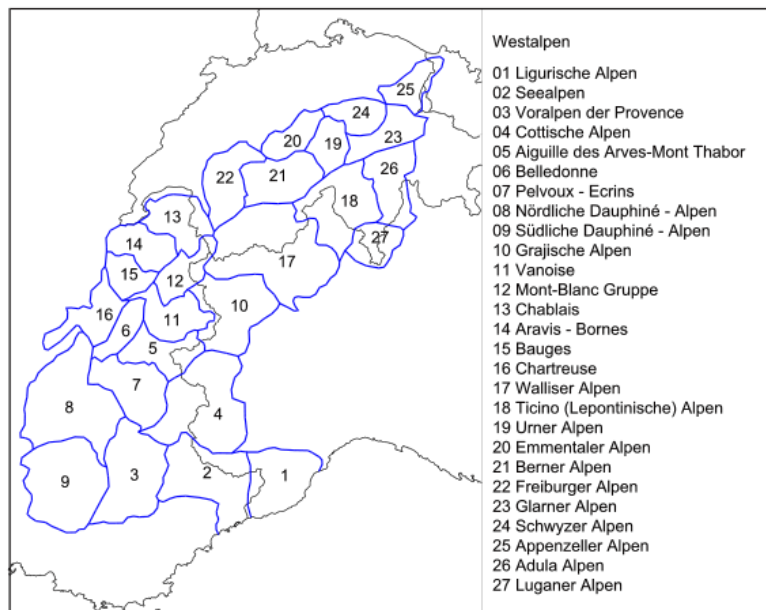 Westalpen
01 Ligurische Alpen
02 Seealpen
03 Voralpen der Provence
04 Cottische Alpen
05 Aiguille des Arves-Mont Thabor
06 Belledonne
07 Pelvoux - Ecrins
08 Nördliche Dauphiné - Alpen
09 Südliche Dauphiné - Alpen
10 Grajische Alpen
11 Vanoise
12 Mont-Blanc Gruppe
13 Chablais
14 Aravis - Bornes
15 Bauges
16 Chartreuse
17 Walliser Alpen
18 Ticino (Lepontinische) Alpen
19 Urner Alpen
20 Emmentaler Alpen
21 Berner Alpen
22 Freiburger Alpen
23 Glarner Alpen
24 Schwyzer Alpen
25 Appenzeller Alpen
26 Adula Alpen
27 Luganer Alpen
25
24
20
19
23
22
21
26
18
13
27
14
17
15
12
10
16
6
11
5
7
8
4
9
3
2
1